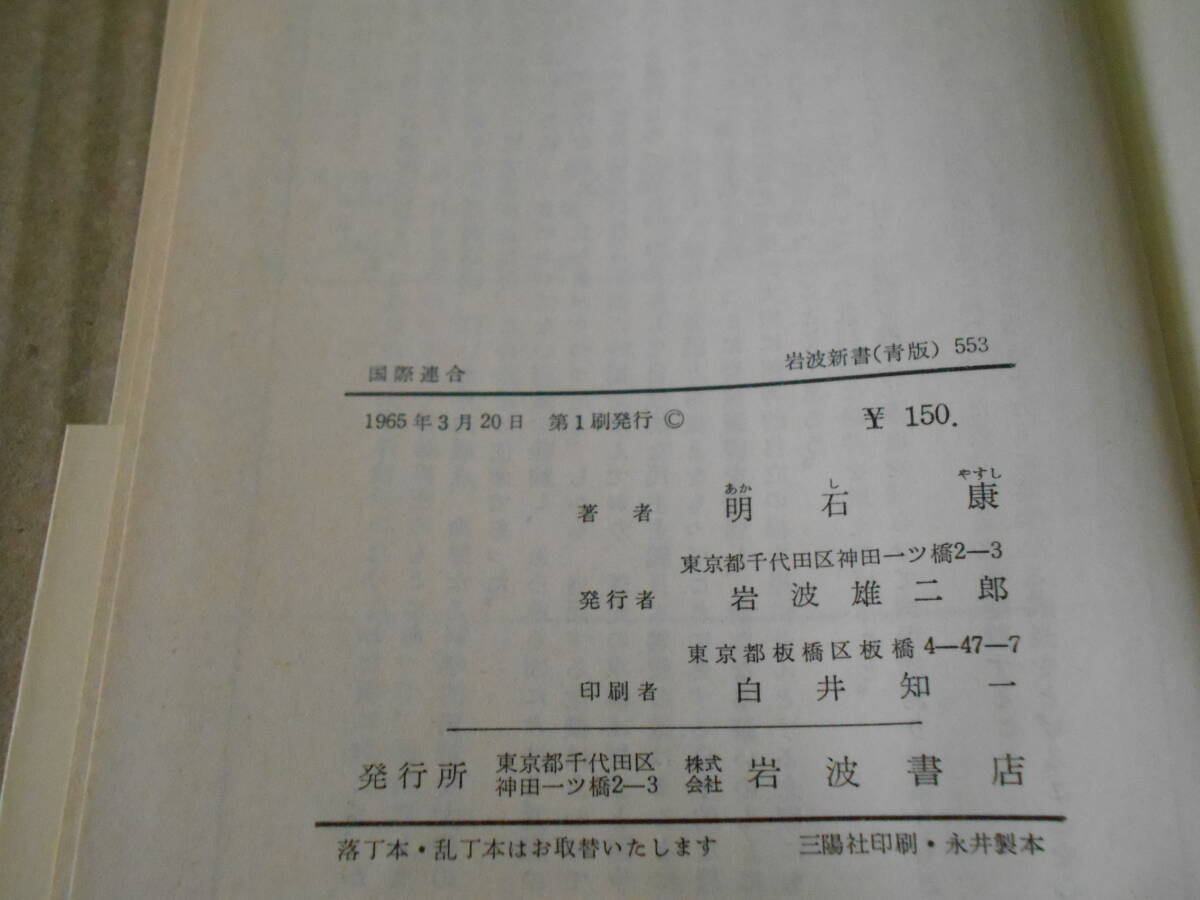 国際連合 岩波新書(青版) 553
1965年3月20日 第1刷発行 © ¥ 150.
あか し やすし
著者 明石康
東京都千代田区神田一ツ橋2—3
発行者 岩波雄二郎
東京都板橋区板橋4—47—7
印刷者 白井知一
発行所 東京都千代田区 株式 岩波書店
神田一ツ橋2—3 会社
落丁本・乱丁本はお取替いたします 三陽社印刷・永井製本